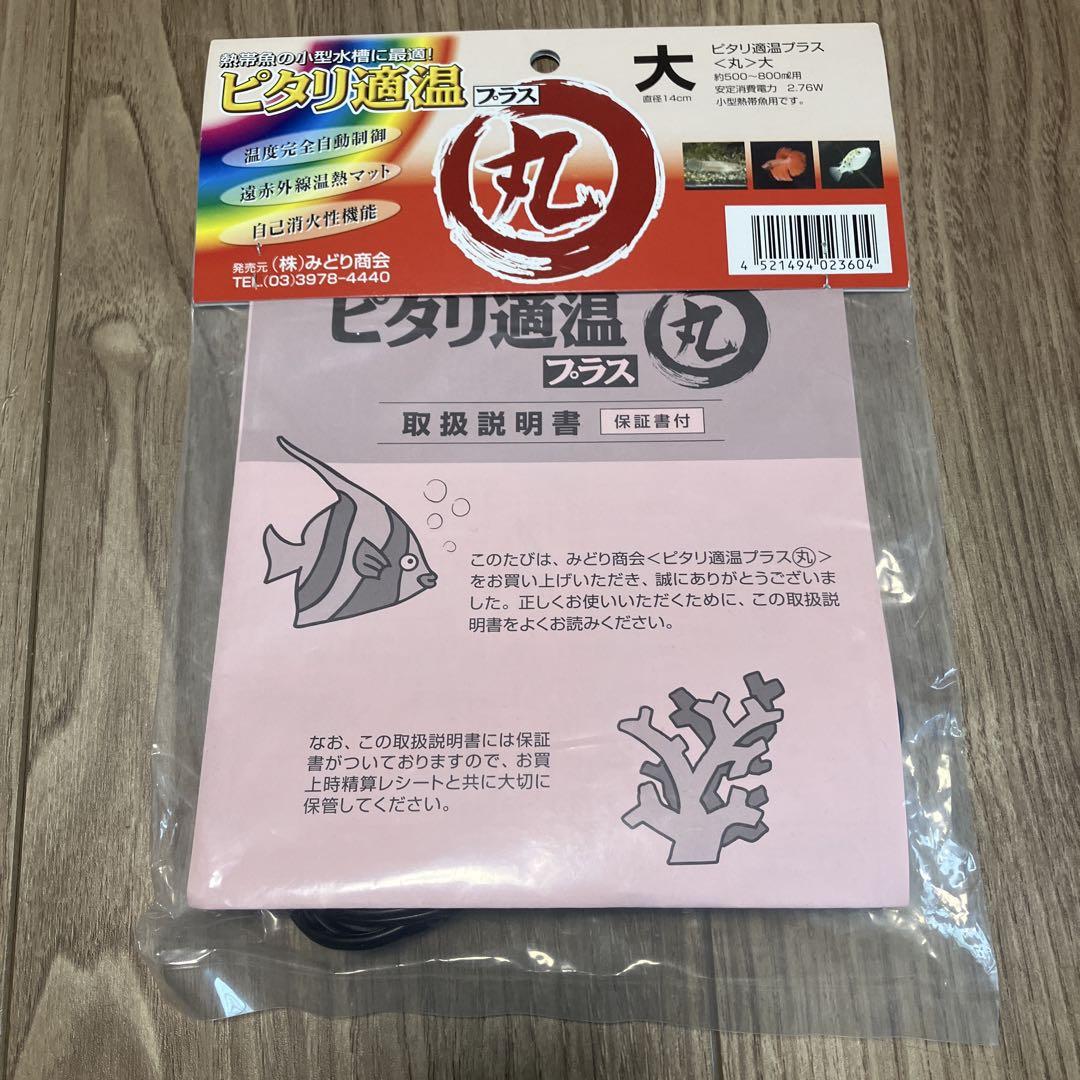 熱帯魚の小型水槽に最適!
ピタリ適温
プラス
温度完全自動制御
遠赤外線温熱マット
自己消火性機能
発売元 (株)みどり商会
TEL.(03)3978-4440
丸
大
直径14cm
ピタリ適温プラス
<丸>大
約500~800㎠用
安定消費電力 2.76W
小型熱帯魚用です。
4 521494 023604
ピタリ適温
プラス
丸
取扱説明書 保証書付
このたびは、みどり商会<ピタリ適温プラス丸>
をお買い上げいただき、誠にありがとうございま
した。正しくお使いいただくために、この取扱説
明書をよくお読みください。
なお、この取扱説明書には保証
書がついておりますので、お買
上時精算レシートと共に大切に
保管してください。